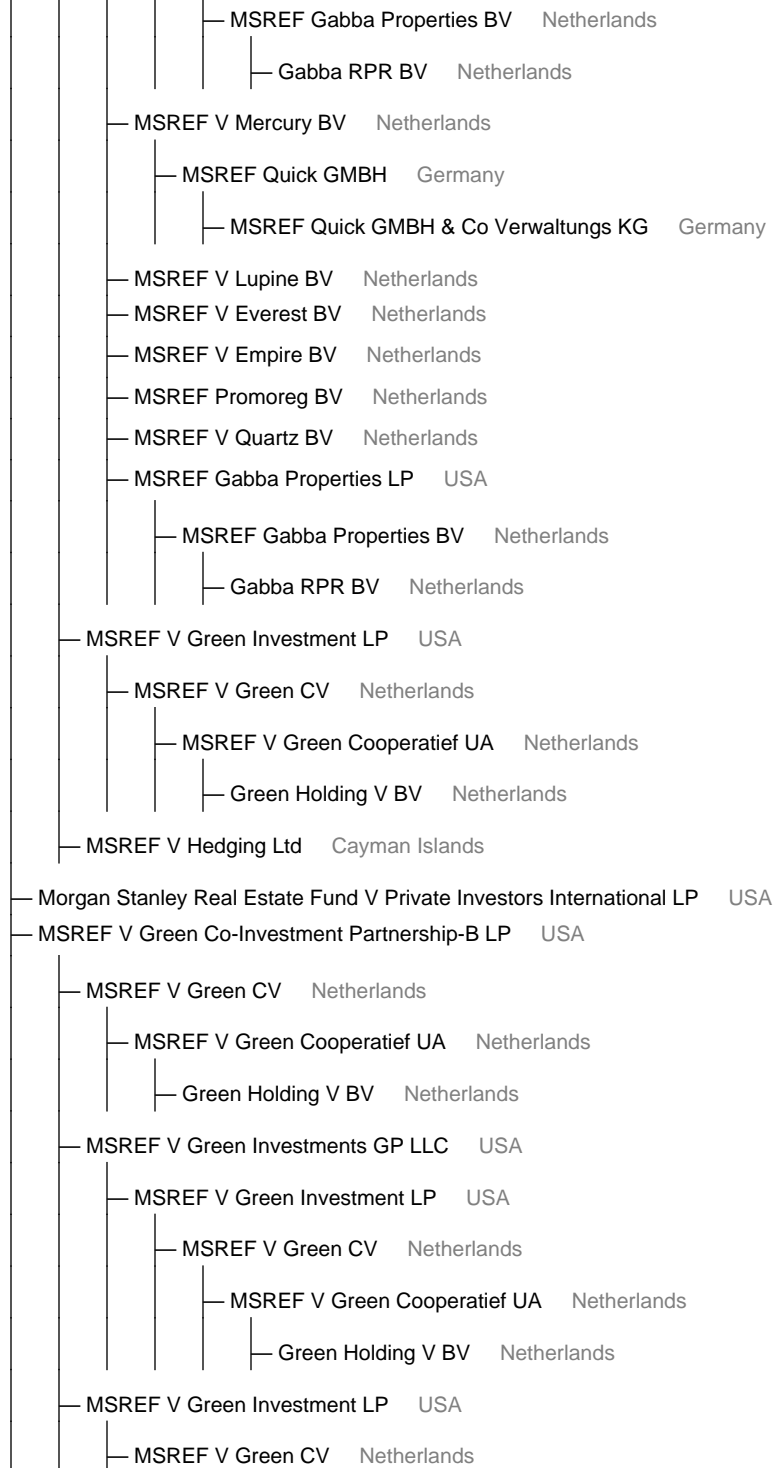 MSREF Gabba Properties BV Netherlands
Gabba RPR BV Netherlands
MSREF V Mercury BV Netherlands
MSREF Quick GMBH Germany
MSREF Quick GMBH & Co Verwaltungs KG Germany
MSREF V Lupine BV Netherlands
MSREF V Everest BV Netherlands
MSREF V Empire BV Netherlands
MSREF Promoreg BV Netherlands
MSREF V Quartz BV Netherlands
MSREF Gabba Properties LP USA
MSREF Gabba Properties BV Netherlands
Gabba RPR BV Netherlands
MSREF V Green Investment LP USA
MSREF V Green CV Netherlands
MSREF V Green Cooperatief UA Netherlands
Green Holding V BV Netherlands
MSREF V Hedging Ltd Cayman Islands
Morgan Stanley Real Estate Fund V Private Investors International LP USA
MSREF V Green Co-Investment Partnership-B LP USA
MSREF V Green CV Netherlands
MSREF V Green Cooperatief UA Netherlands
Green Holding V BV Netherlands
MSREF V Green Investments GP LLC USA
MSREF V Green Investment LP USA
MSREF V Green CV Netherlands
MSREF V Green Cooperatief UA Netherlands
Green Holding V BV Netherlands
MSREF V Green Investment LP USA
MSREF V Green CV Netherlands